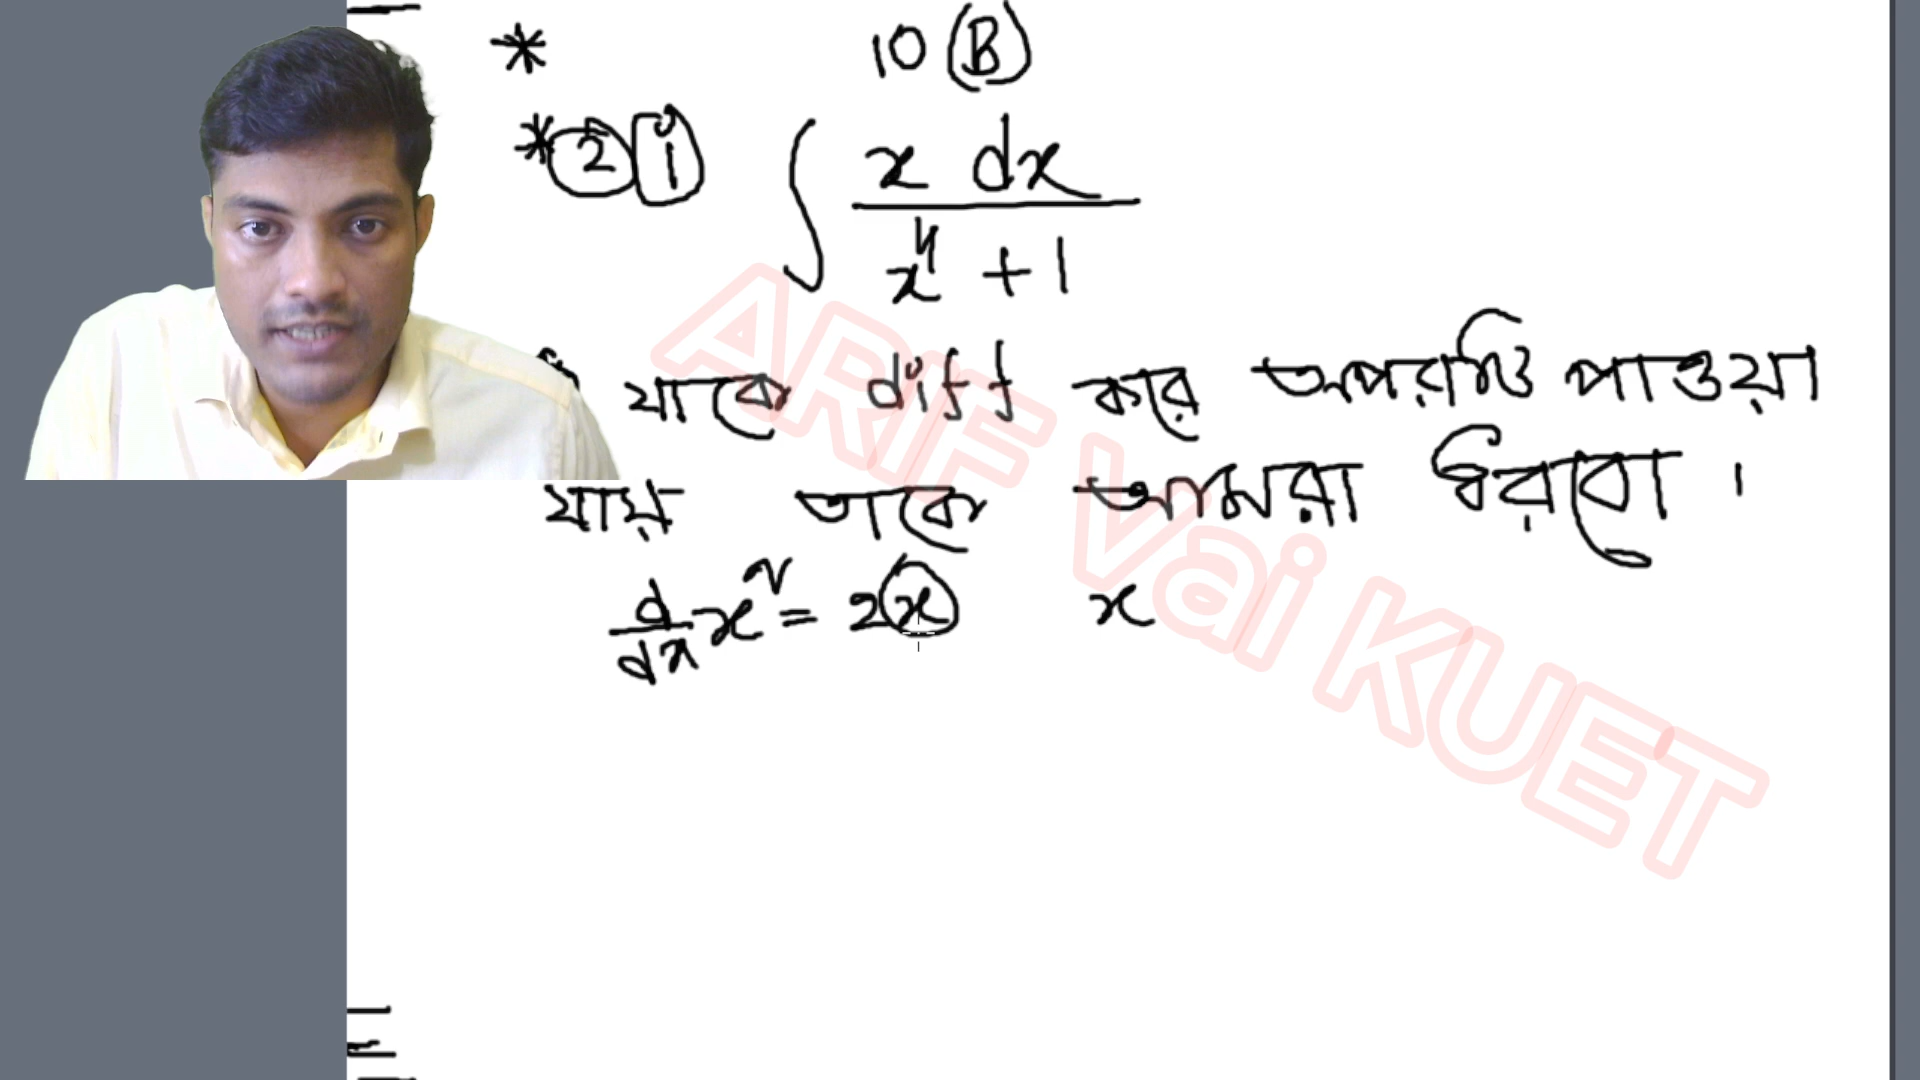 * 10 (B)
* 2 i ∫ x dx / x⁴ + 1
যাকে diff করে অপরটি পাওয়া
যায় তাকে আমরা ধরবো ।
d/dx x² = 2x x
ARIF Vai KUET